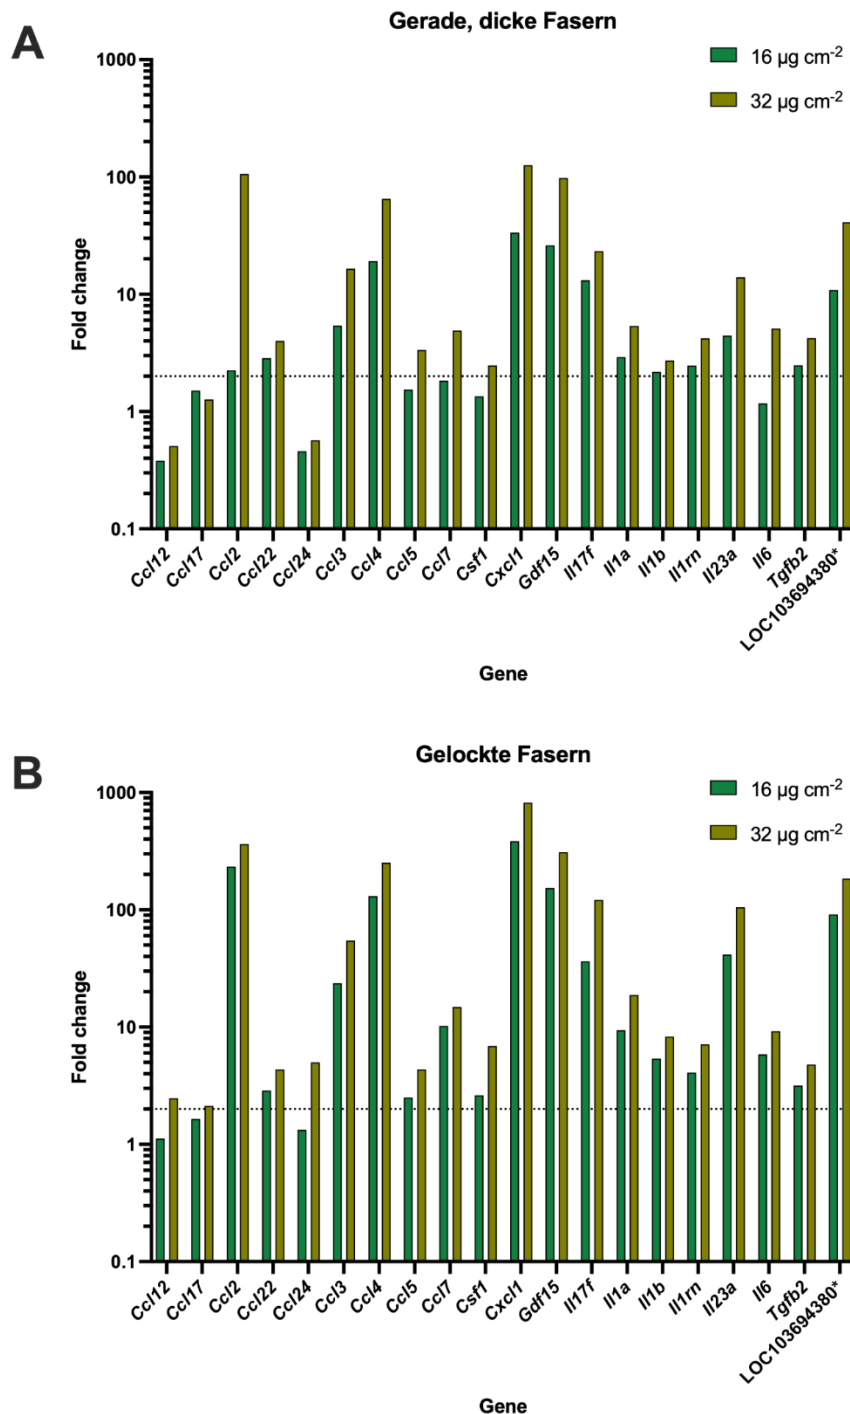 A
Gerade, dicke Fasern
16 µg cm-2
32 µg cm-2
Fold change
1000
100
10
1
0.1
Ccl12
Ccl17
Ccl2
Ccl22
Ccl24
Ccl3
Ccl4
Ccl5
Ccl7
Csf1
Cxcl1
Gdf15
Il17f
Il1a
Il1b
Il1rn
Il23a
Il6
Tgfb2
LOC103694380*
Gene
B
Gelockte Fasern
16 µg cm-2
32 µg cm-2
Fold change
1000
100
10
1
0.1
Ccl12
Ccl17
Ccl2
Ccl22
Ccl24
Ccl3
Ccl4
Ccl5
Ccl7
Csf1
Cxcl1
Gdf15
Il17f
Il1a
Il1b
Il1rn
Il23a
Il6
Tgfb2
LOC103694380*
Gene